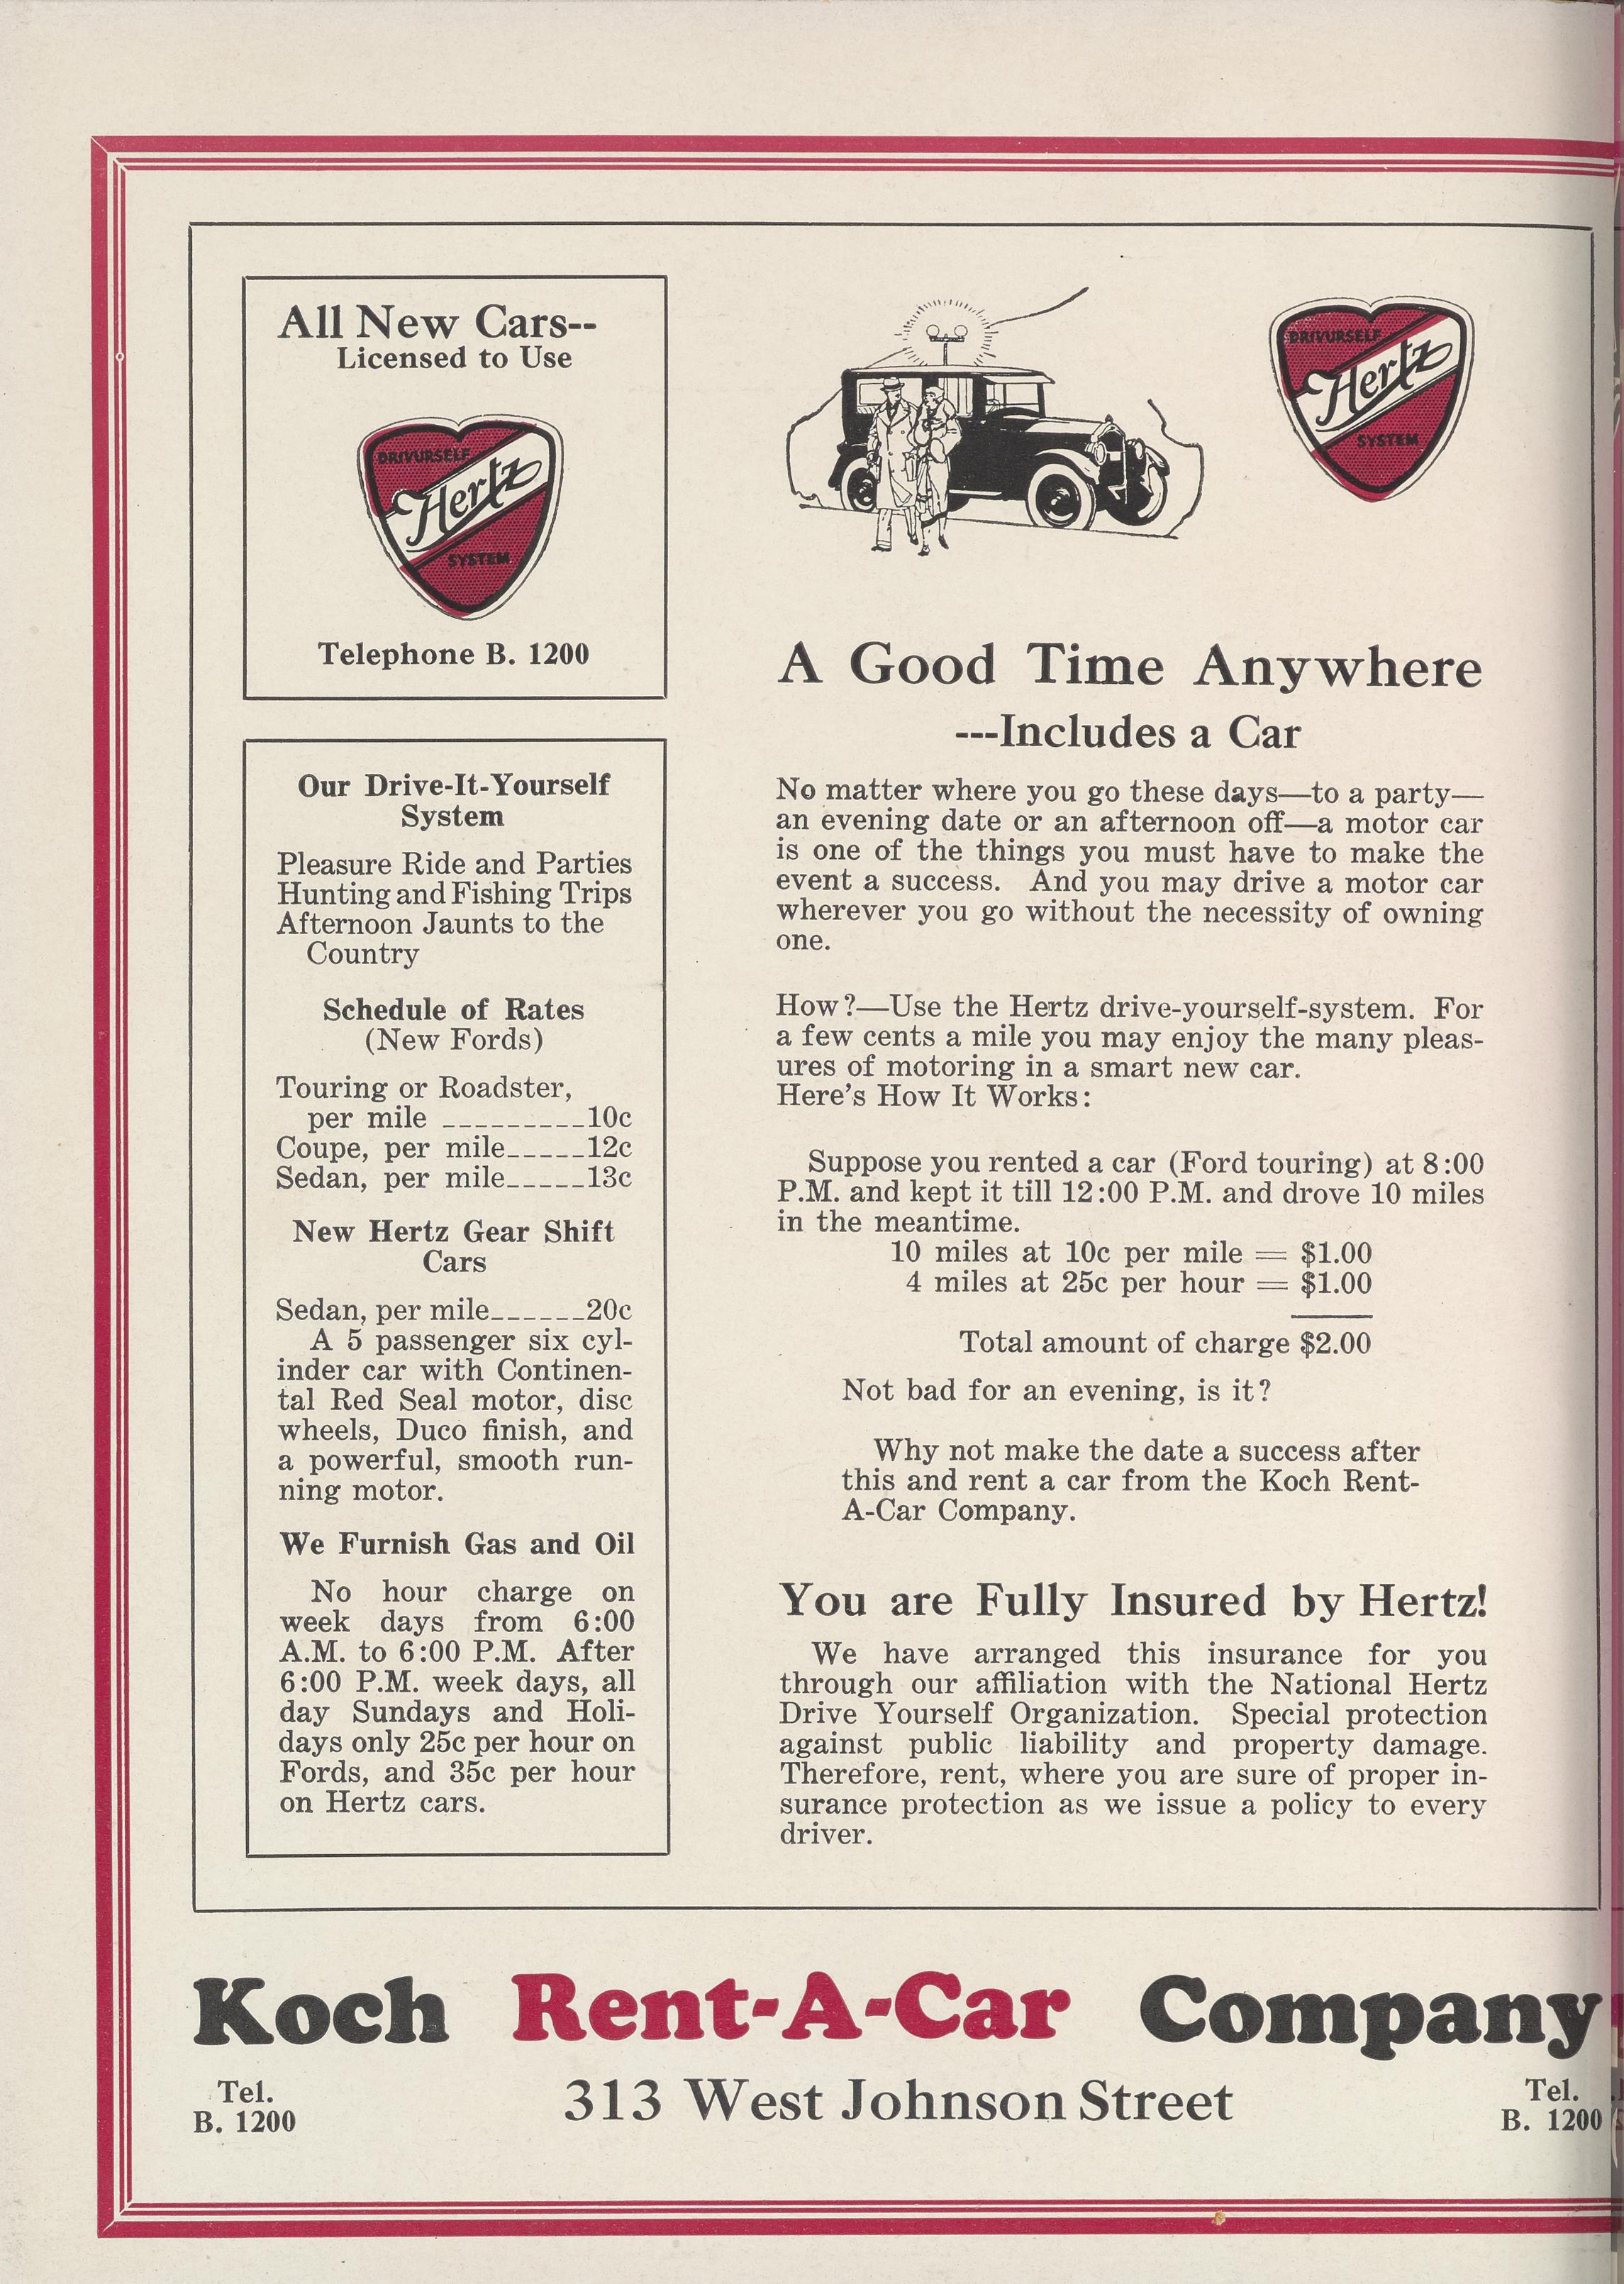 All New Cars--
Licensed to Use
DRIVURSELF
Hertz
SYSTEM
Telephone B. 1200
Our Drive-It-Yourself
System
Pleasure Ride and Parties
Hunting and Fishing Trips
Afternoon Jaunts to the
Country
Schedule of Rates
(New Fords)
Touring or Roadster,
per mile _________10c
Coupe, per mile_____12c
Sedan, per mile_____13c
New Hertz Gear Shift
Cars
Sedan, per mile______20c
A 5 passenger six cyl-
inder car with Continen-
tal Red Seal motor, disc
wheels, Duco finish, and
a powerful, smooth run-
ning motor.
We Furnish Gas and Oil
No hour charge on
week days from 6:00
A.M. to 6:00 P.M. After
6:00 P.M. week days, all
day Sundays and Holi-
days only 25c per hour on
Fords, and 35c per hour
on Hertz cars.
DRIVURSELF
Hertz
SYSTEM
A Good Time Anywhere
---Includes a Car
No matter where you go these days—to a party—
an evening date or an afternoon off—a motor car
is one of the things you must have to make the
event a success. And you may drive a motor car
wherever you go without the necessity of owning
one.
How?—Use the Hertz drive-yourself-system. For
a few cents a mile you may enjoy the many pleas-
ures of motoring in a smart new car.
Here's How It Works:
Suppose you rented a car (Ford touring) at 8:00
P.M. and kept it till 12:00 P.M. and drove 10 miles
in the meantime.
10 miles at 10c per mile = $1.00
4 miles at 25c per hour = $1.00
Total amount of charge $2.00
Not bad for an evening, is it?
Why not make the date a success after
this and rent a car from the Koch Rent-
A-Car Company.
You are Fully Insured by Hertz!
We have arranged this insurance for you
through our affiliation with the National Hertz
Drive Yourself Organization. Special protection
against public liability and property damage.
Therefore, rent, where you are sure of proper in-
surance protection as we issue a policy to every
driver.
Koch Rent-A-Car Company
Tel.
B. 1200
313 West Johnson Street
Tel.
B. 1200